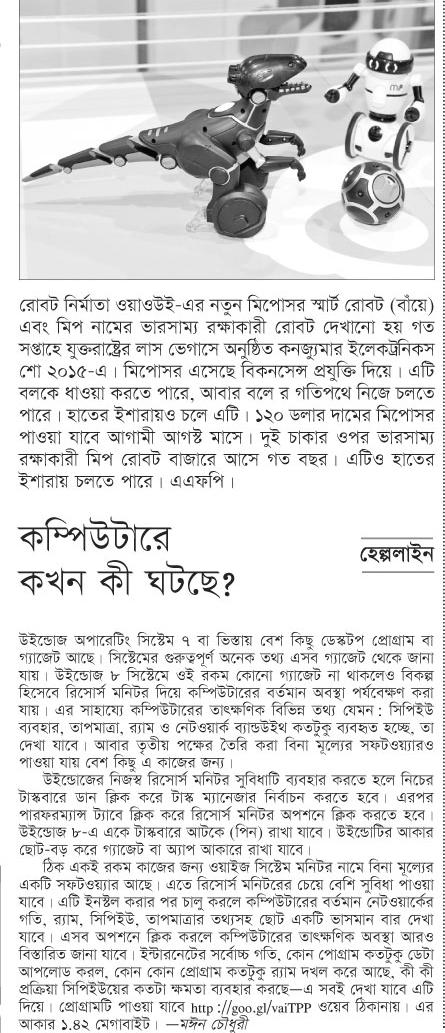 রোবট নির্মাতা ওয়াওউই-এর নতুন মিপোসর স্মার্ট রোবট (বাঁয়ে)
এবং মিপ নামের ভারসাম্য রক্ষাকারী রোবট দেখানো হয় গত
সপ্তাহে যুক্তরাষ্ট্রের লাস ভেগাসে অনুষ্ঠিত কনজ্যুমার ইলেকট্রনিকস
শো ২০১৫-এ। মিপোসর এসেছে বিকনসেন্স প্রযুক্তি দিয়ে। এটি
বলকে ধাওয়া করতে পারে, আবার বলে র গতিপথে নিজে চলতে
পারে। হাতের ইশারায়ও চলে এটি। ১২০ ডলার দামের মিপোসর
পাওয়া যাবে আগামী আগস্ট মাসে। দুই চাকার ওপর ভারসাম্য
রক্ষাকারী মিপ রোবট বাজারে আসে গত বছর। এটিও হাতের
ইশারায় চলতে পারে। এএফপি।
কম্পিউটারে
কখন কী ঘটছে?
হেল্পলাইন
উইন্ডোজ অপারেটিং সিস্টেম ৭ বা ভিস্তায় বেশ কিছু ডেস্কটপ প্রোগ্রাম বা
গ্যাজেট আছে। সিস্টেমের গুরুত্বপূর্ণ অনেক তথ্য এসব গ্যাজেট থেকে জানা
যায়। উইন্ডোজ ৮ সিস্টেমে ওই রকম কোনো গ্যাজেট না থাকলেও বিকল্প
হিসেবে রিসোর্স মনিটর দিয়ে কম্পিউটারের বর্তমান অবস্থা পর্যবেক্ষণ করা
যায়। এর সাহায্যে কম্পিউটারের তাৎক্ষণিক বিভিন্ন তথ্য যেমন : সিপিইউ
ব্যবহার, তাপমাত্রা, র‍্যাম ও নেটওয়ার্ক ব্যান্ডউইথ কতটুকু ব্যবহৃত হচ্ছে, তা
দেখা যাবে। আবার তৃতীয় পক্ষের তৈরি করা বিনা মূল্যের সফটওয়্যারও
পাওয়া যায় বেশ কিছু এ কাজের জন্য।
উইন্ডোজের নিজস্ব রিসোর্স মনিটর সুবিধাটি ব্যবহার করতে হলে নিচের
টাস্কবারে ডান ক্লিক করে টাস্ক ম্যানেজার নির্বাচন করতে হবে। এরপর
পারফরম্যান্স ট্যাবে ক্লিক করে রিসোর্স মনিটর অপশনে ক্লিক করতে হবে।
উইন্ডোজ ৮-এ একে টাস্কবারে আটকে (পিন) রাখা যাবে। উইন্ডোটির আকার
ছোট-বড় করে গ্যাজেট বা অ্যাপ আকারে রাখা যাবে।
ঠিক একই রকম কাজের জন্য ওয়াইজ সিস্টেম মনিটর নামে বিনা মূল্যের
একটি সফটওয়্যার আছে। এতে রিসোর্স মনিটরের চেয়ে বেশি সুবিধা পাওয়া
যাবে। এটি ইনস্টল করার পর চালু করলে কম্পিউটারের বর্তমান নেটওয়ার্কের
গতি, র‍্যাম, সিপিইউ, তাপমাত্রার তথ্যসহ ছোট একটি ভাসমান বার দেখা
যাবে। এসব অপশনে ক্লিক করলে কম্পিউটারের তাৎক্ষণিক অবস্থা আরও
বিস্তারিত জানা যাবে। ইন্টারনেটের সর্বোচ্চ গতি, কোন পোগ্রাম কতটুকু ডেটা
আপলোড করল, কোন কোন প্রোগ্রাম কতটুকু র‍্যাম দখল করে আছে, কী কী
প্রক্রিয়া সিপিইউয়ের কতটা ক্ষমতা ব্যবহার করছে—এ সবই দেখা যাবে এটি
দিয়ে। প্রোগ্রামটি পাওয়া যাবে http://goo.gl/vaiTPP ওয়েব ঠিকানায়। এর
আকার ১.৪২ মেগাবাইট। —মঈন চৌধুরী